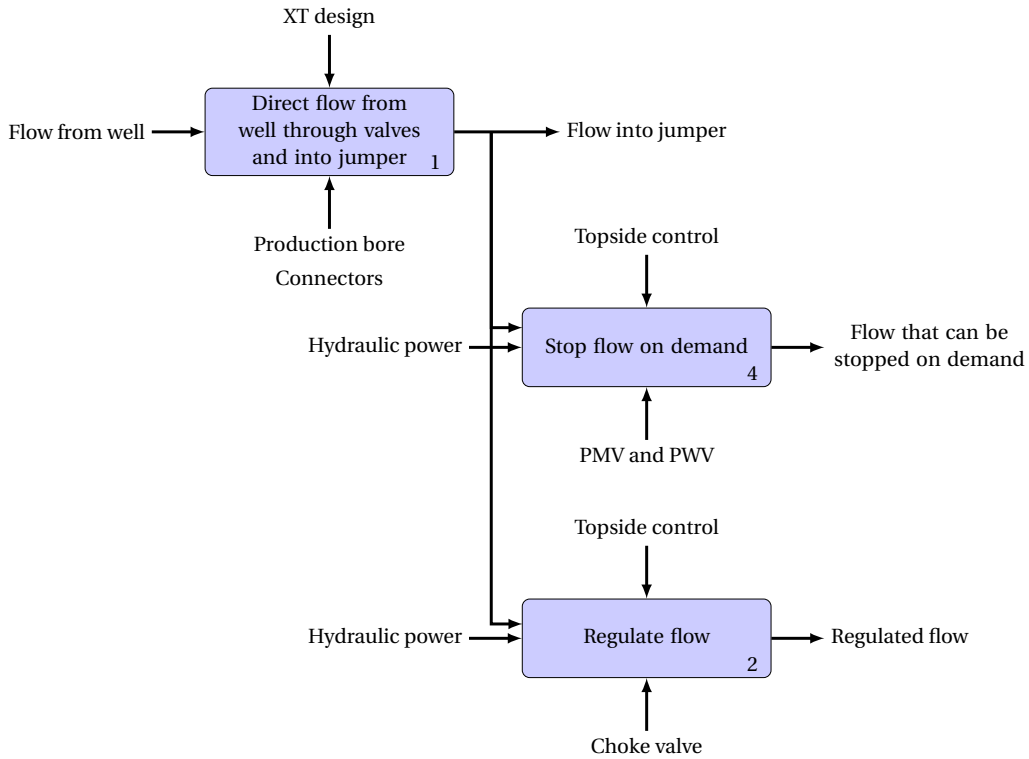 XT design
Flow from well
Direct flow from
well through valves
and into jumper
1
Flow into jumper
Production bore
Connectors
Topside control
Hydraulic power
Stop flow on demand
4
Flow that can be
stopped on demand
PMV and PWV
Topside control
Hydraulic power
Regulate flow
2
Regulated flow
Choke valve